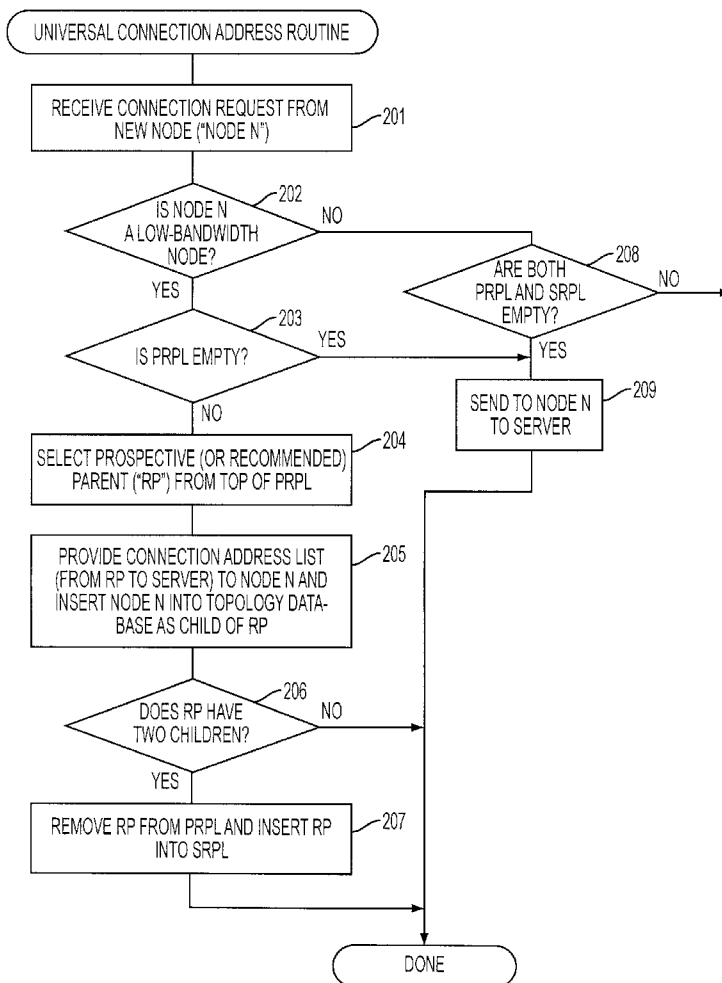 UNIVERSAL CONNECTION ADDRESS ROUTINE
RECEIVE CONNECTION REQUEST FROM
NEW NODE ("NODE N")
201
202
IS NODE N
A LOW-BANDWIDTH
NODE?
NO
YES
208
ARE BOTH
PRPL AND SRPL
EMPTY?
NO
YES
203
IS PRPL EMPTY?
YES
NO
209
SEND TO NODE N
TO SERVER
204
SELECT PROSPECTIVE (OR RECOMMENDED)
PARENT ("RP") FROM TOP OF PRPL
205
PROVIDE CONNECTION ADDRESS LIST
(FROM RP TO SERVER) TO NODE N AND
INSERT NODE N INTO TOPOLOGY DATA-
BASE AS CHILD OF RP
206
DOES RP HAVE
TWO CHILDREN?
NO
YES
207
REMOVE RP FROM PRPL AND INSERT RP
INTO SRPL
DONE